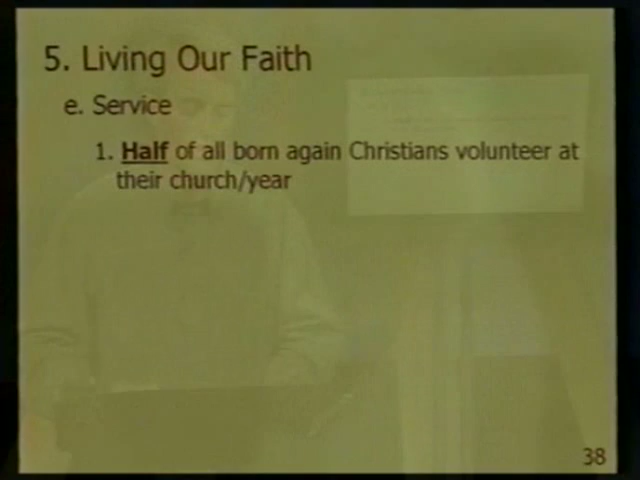 5. Living Our Faith
e. Service
1. Half of all born again Christians volunteer at
their church/year
38